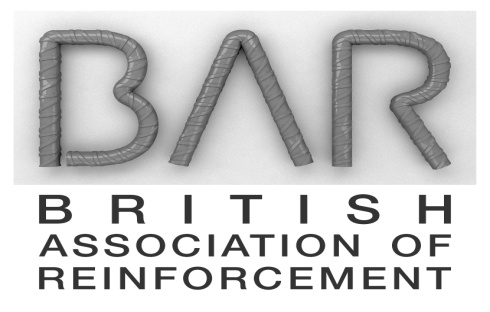 BAR
BRITISH
ASSOCIATION OF
REINFORCEMENT